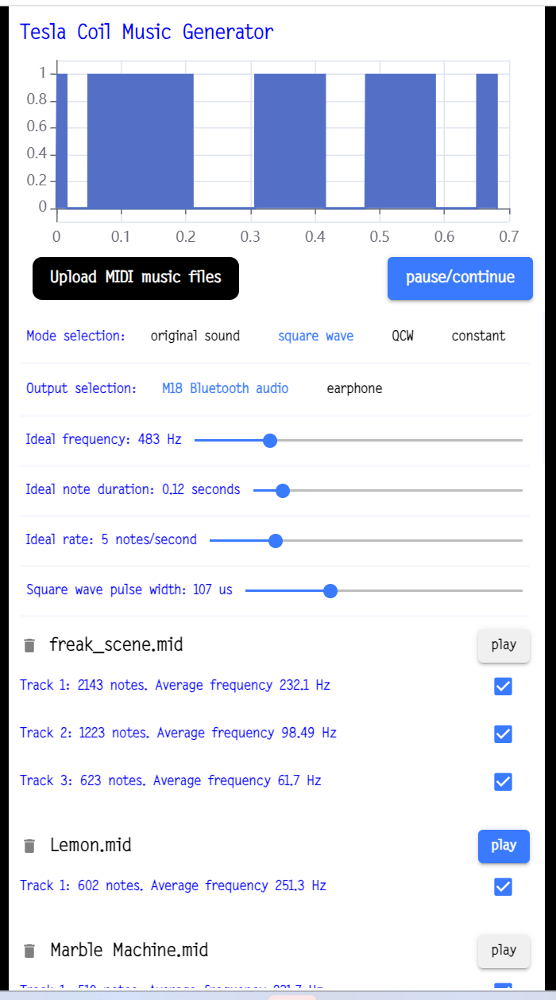 Tesla Coil Music Generator
1
0.8
0.6
0.4
0.2
0
0 0.1 0.2 0.3 0.4 0.5 0.6 0.7
Upload MIDI music files pause/continue
Mode selection: original sound square wave QCW constant
Output selection: M18 Bluetooth audio earphone
Ideal frequency: 483 Hz
Ideal note duration: 0.12 seconds
Ideal rate: 5 notes/second
Square wave pulse width: 107 us
freak_scene.mid play
Track 1: 2143 notes. Average frequency 232.1 Hz
Track 2: 1223 notes. Average frequency 98.49 Hz
Track 3: 623 notes. Average frequency 61.7 Hz
Lemon.mid play
Track 1: 602 notes. Average frequency 251.3 Hz
Marble Machine.mid play